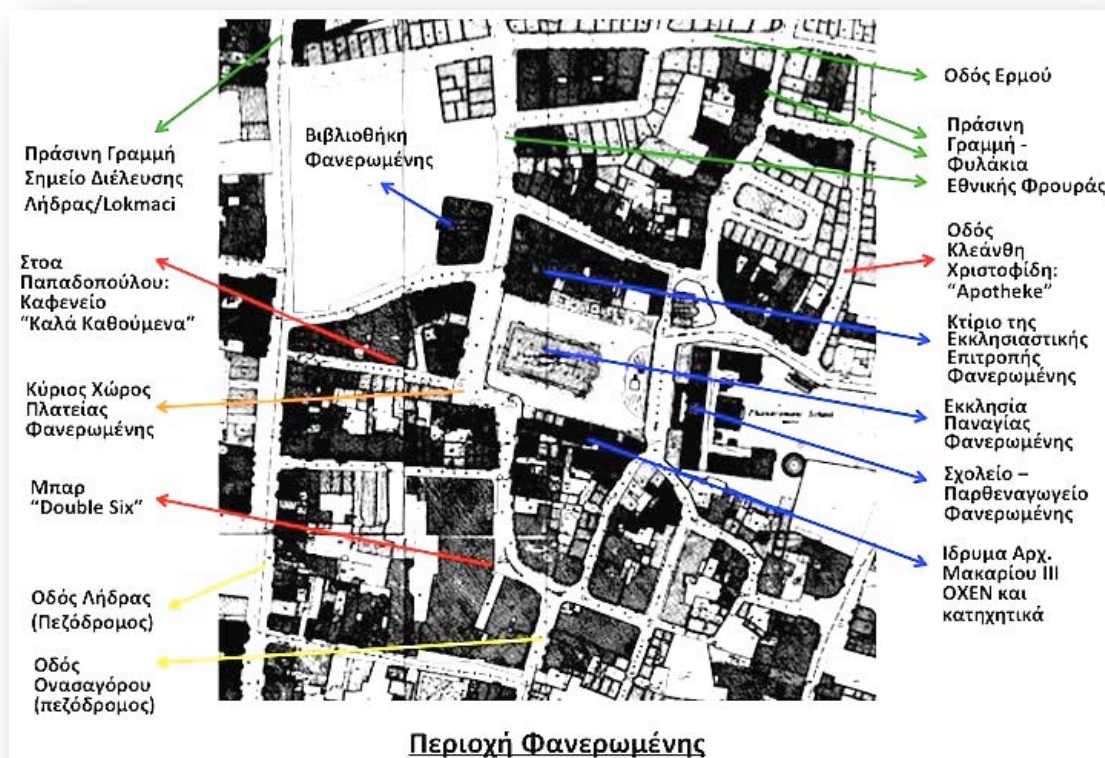 Πράσινη Γραμμή
Σημείο Διέλευσης
Λήδρας/Lokmaci
Στοα
Παπαδοπούλου:
Καφενείο
“Καλά Καθούμενα”
Κύριος Χώρος
Πλατείας
Φανερωμένης
Μπαρ
“Double Six”
Οδός Λήδρας
(Πεζόδρομος)
Οδός
Ονασαγόρου
(πεζόδρομος)
Βιβλιοθήκη
Φανερωμένης
Οδός Ερμού
Πράσινη
Γραμμή -
Φυλάκια
Εθνικής Φρουράς
Οδός
Κλεάνθη
Χριστοφίδη:
“Apotheke”
Κτίριο της
Εκκλησιαστικής
Επιτροπής
Φανερωμένης
Εκκλησία
Παναγίας
Φανερωμένης
Σχολείο –
Παρθεναγωγείο
Φανερωμένης
Ιδρυμα Αρχ.
Μακαρίου ΙΙΙ
ΟΧΕΝ και
κατηχητικά
Phaneromeni School
Περιοχή Φανερωμένης